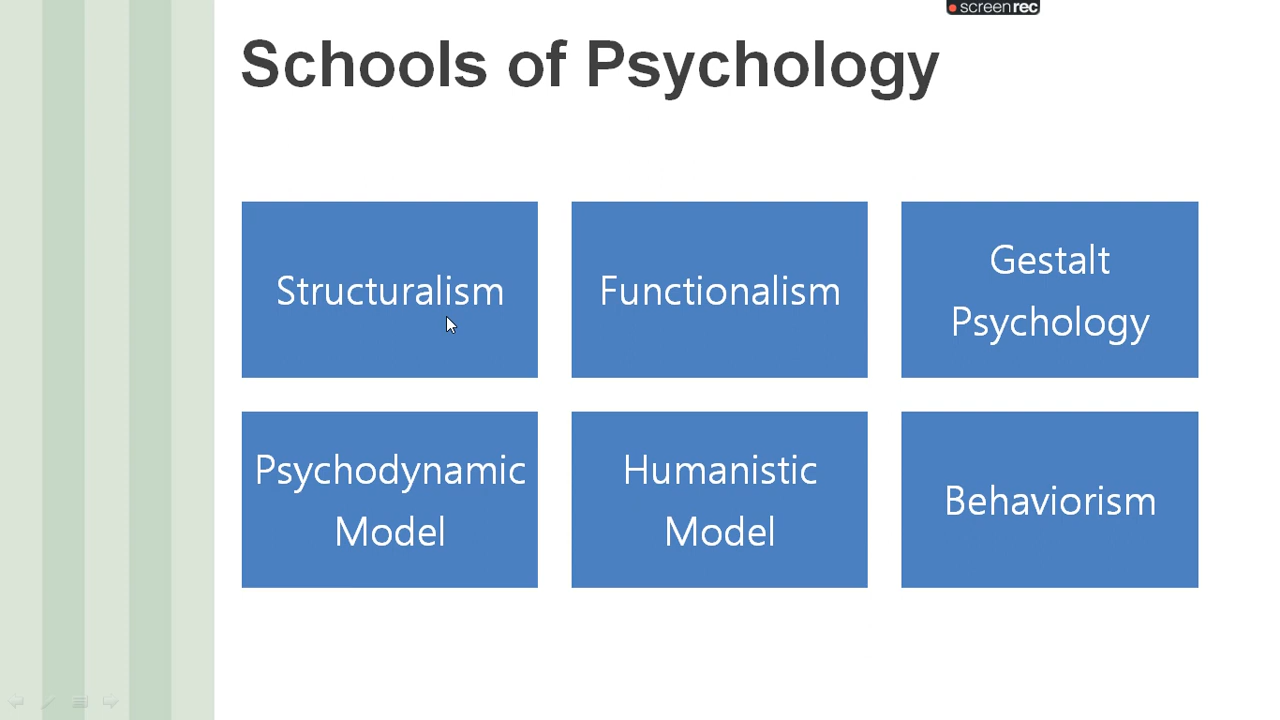 screenrec
Schools of Psychology
Structuralism
Functionalism
Gestalt
Psychology
Psychodynamic
Model
Humanistic
Model
Behaviorism